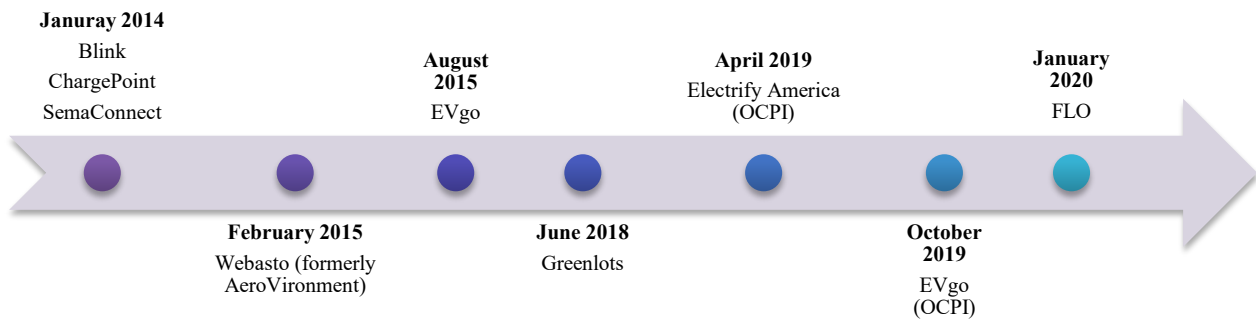 Januray 2014
Blink
ChargePoint
SemaConnect
February 2015
Webasto (formerly
AeroVironment)
August
2015
EVgo
June 2018
Greenlots
April 2019
Electrify America
(OCPI)
October
2019
EVgo
(OCPI)
January
2020
FLO